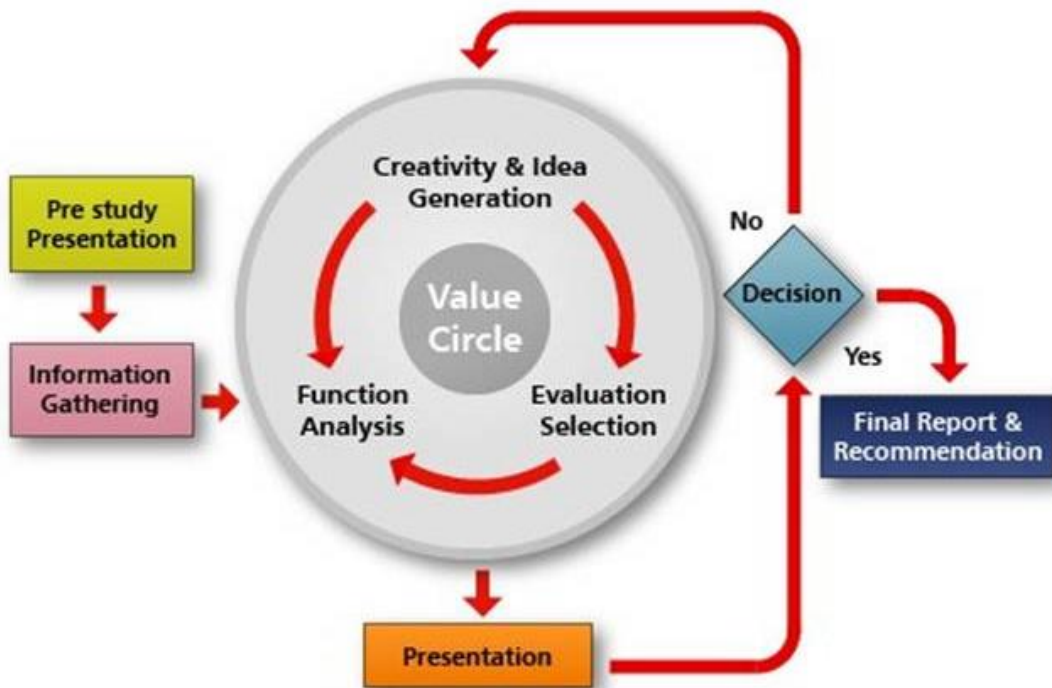 Pre study
Presentation
Information
Gathering
Creativity & Idea
Generation
Value
Circle
Function
Analysis
Evaluation
Selection
Presentation
No
Decision
Yes
Final Report &
Recommendation